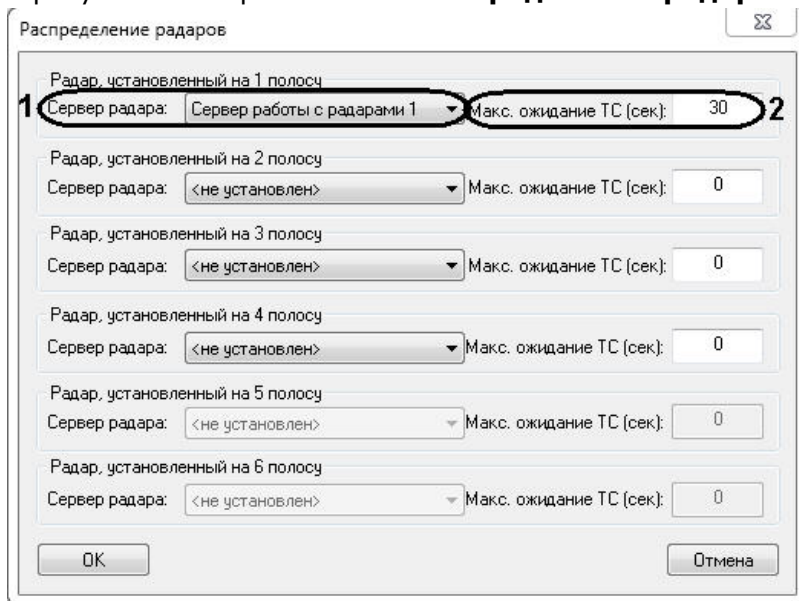 Распределение радаров
Радар, установленный на 1 полосу
1 Сервер радара: Сервер работы с радарами 1 Макс. ожидание ТС (сек): 30 2
Радар, установленный на 2 полосу
Сервер радара: <не установлен> Макс. ожидание ТС (сек): 0
Радар, установленный на 3 полосу
Сервер радара: <не установлен> Макс. ожидание ТС (сек): 0
Радар, установленный на 4 полосу
Сервер радара: <не установлен> Макс. ожидание ТС (сек): 0
Радар, установленный на 5 полосу
Сервер радара: <не установлен> Макс. ожидание ТС (сек): 0
Радар, установленный на 6 полосу
Сервер радара: <не установлен> Макс. ожидание ТС (сек): 0
OK Отмена